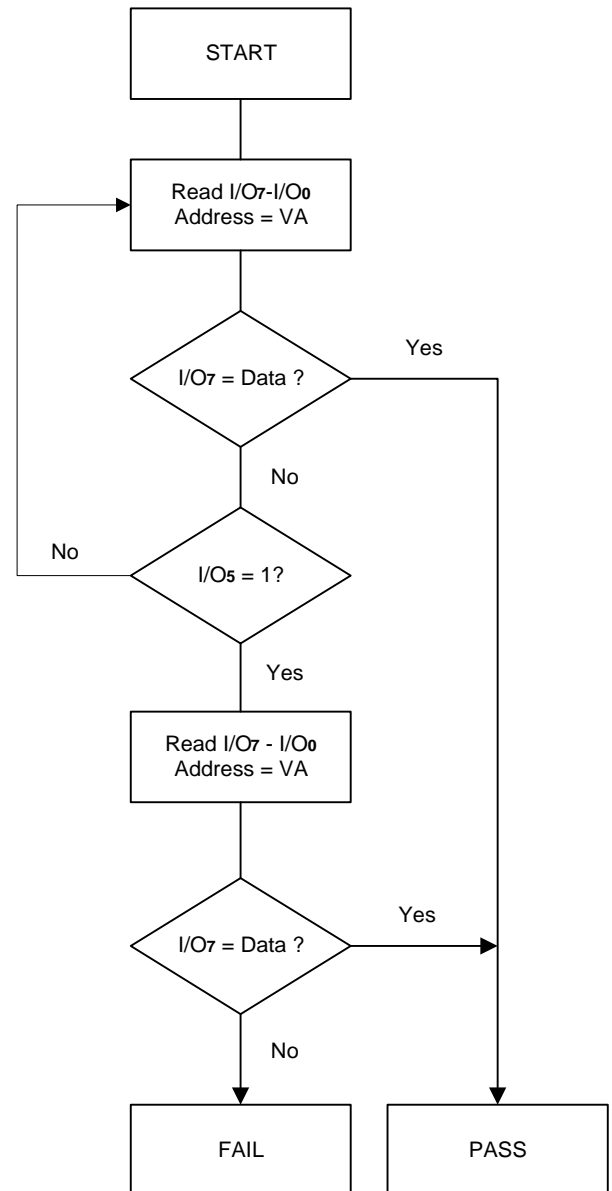 START
Read I/O7-I/O0
Address = VA
I/O7 = Data ?
Yes
No
I/O5 = 1?
No
Yes
Read I/O7 - I/O0
Address = VA
I/O7 = Data ?
Yes
No
FAIL
PASS